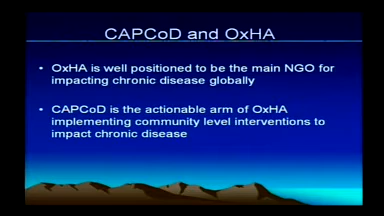 CAPCoD and OxHA
• OxHA is well positioned to be the main NGO for
impacting chronic disease globally
• CAPCoD is the actionable arm of OxHA
implementing community level interventions to
impact chronic disease